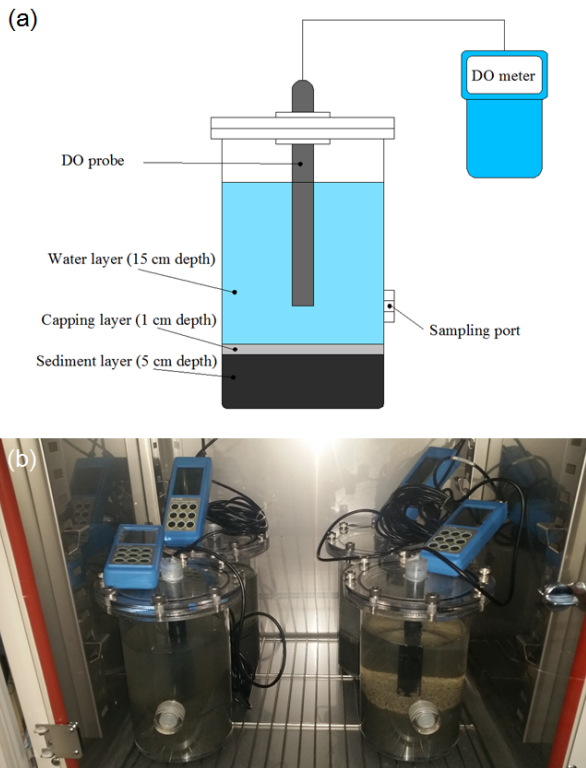 (a)
DO meter
DO probe
Water layer (15 cm depth)
Capping layer (1 cm depth)
Sampling port
Sediment layer (5 cm depth)
(b)